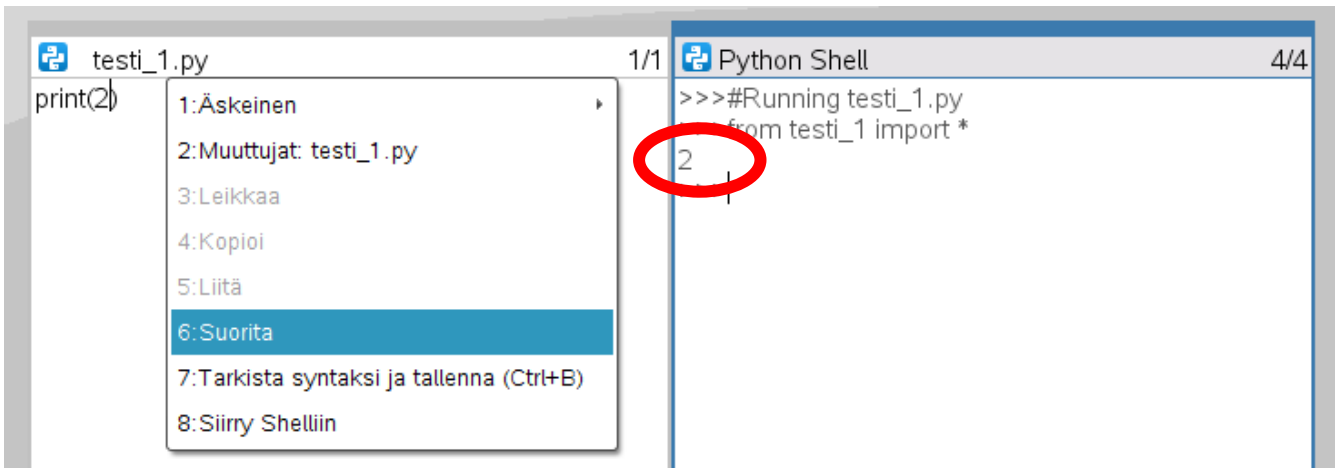 testi_1.py 1/1
print(2)
1:Äskeinen
2:Muuttujat: testi_1.py
3:Leikkaa
4:Kopioi
5:Liitä
6:Suorita
7:Tarkista syntaksi ja tallenna (Ctrl+B)
8:Siirry Shelliin
Python Shell 4/4
>>>#Running testi_1.py
>>>from testi_1 import *
2
>>>